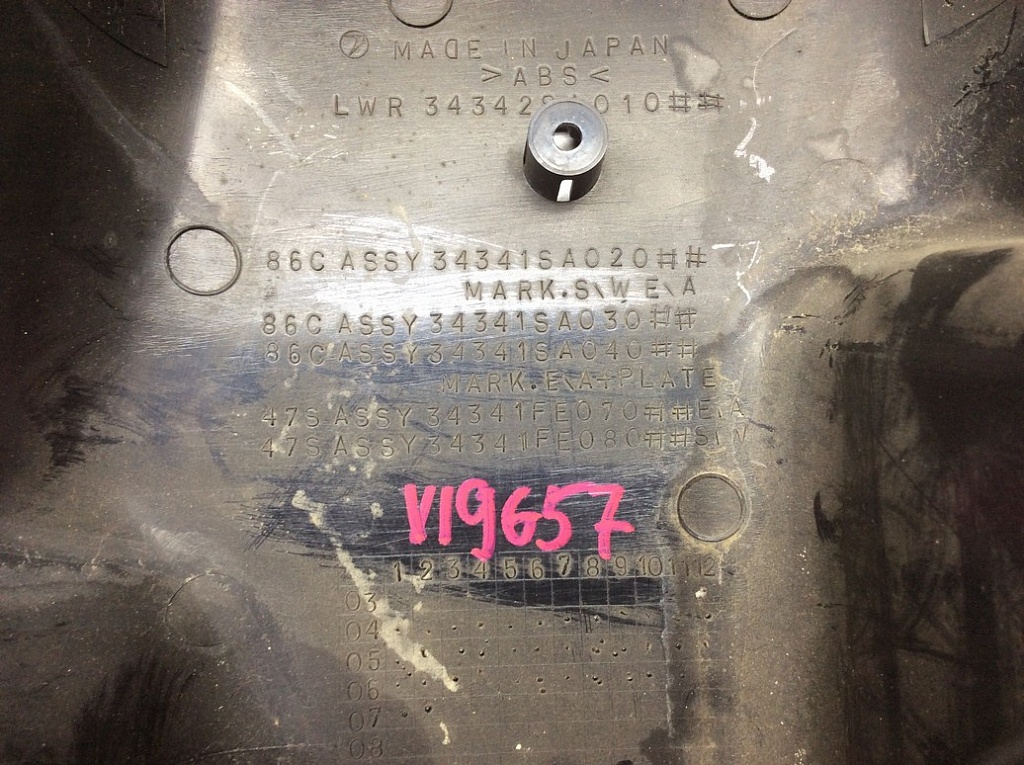 MADE IN JAPAN
>ABS<
LWR 34342SA010##
86C ASSY 34341SA020##
MARK.S\W E\A
86C ASSY 34341SA030##
86C ASSY 34341SA040##
MARK.E\A+PLATE
47S ASSY 34341FE070##E\A
47S ASSY 34341FE080##S\W
V19657
1 2 3 4 5 6 7 8 9 10 11 12
03
04
05
06
07
08